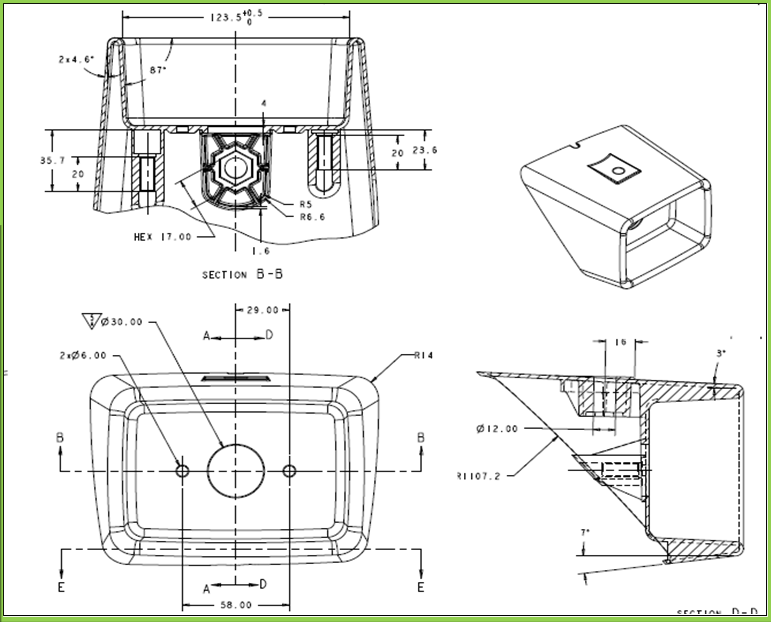 123.5 +0.5 0
2x4.6°
87°
4
35.7
20
20
23.6
R5
R6.6
HEX 17.00
1.6
SECTION B-B
29.00
Ø30.00
A D
2xØ6.00
R14
16
3°
Ø12.00
B B
R1107.2
7°
E E
A D
58.00
SECTION D-D